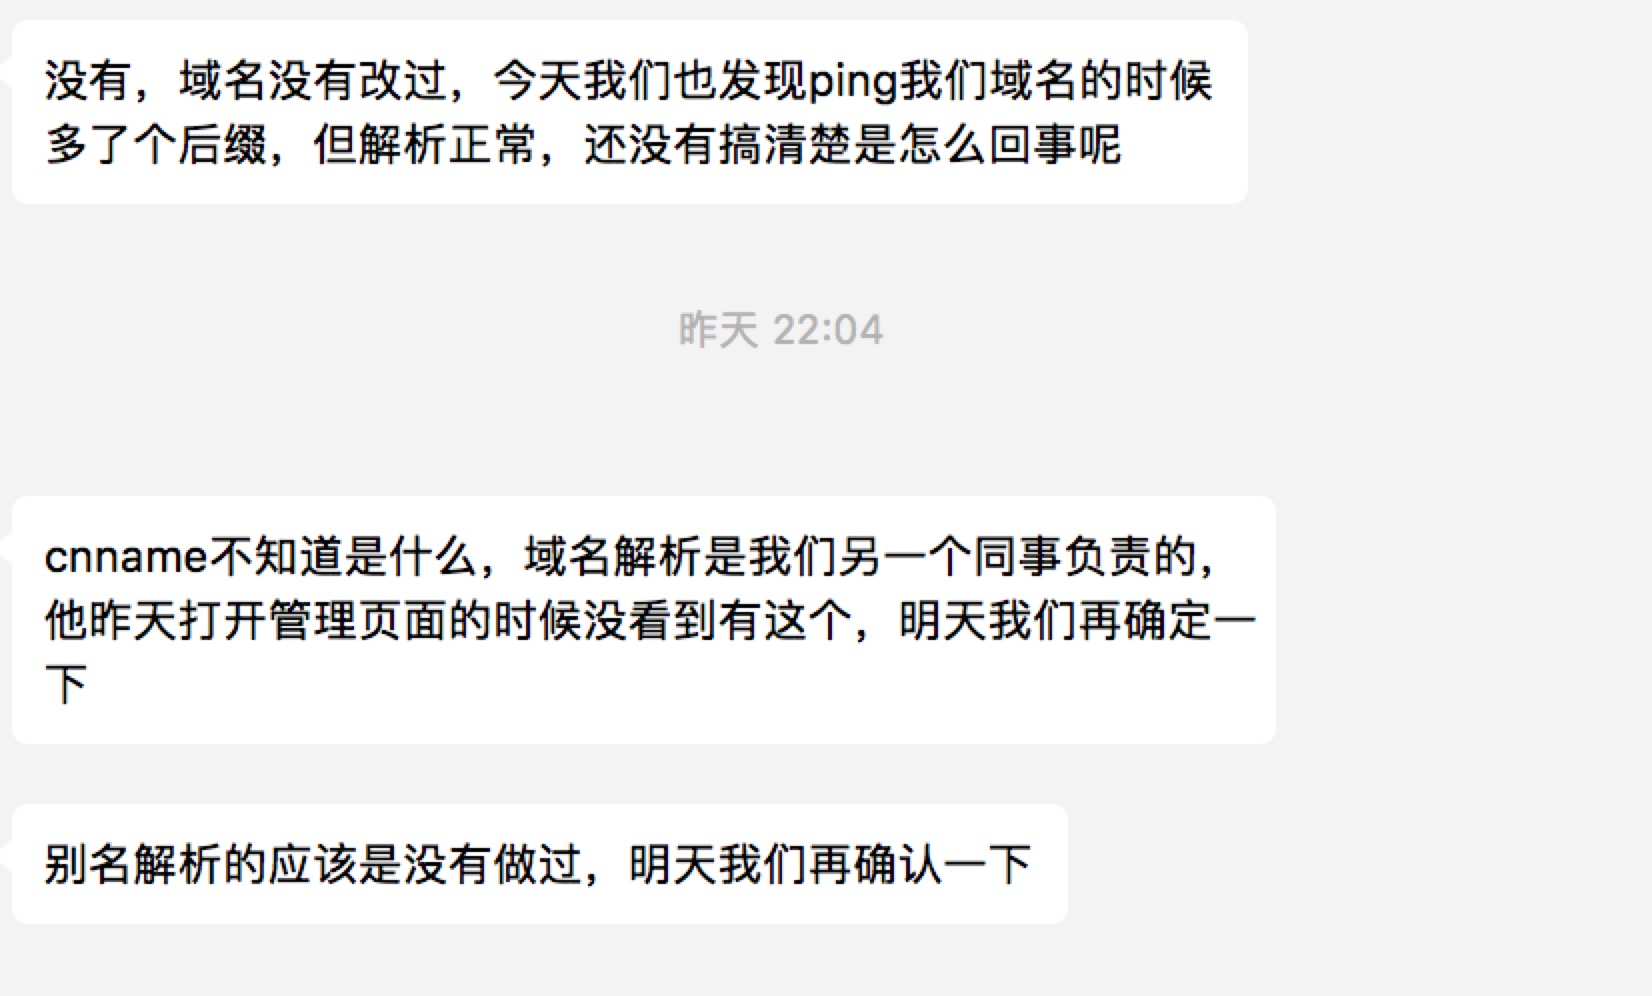 没有，域名没有改过，今天我们也发现ping我们域名的时候
多了个后缀，但解析正常，还没有搞清楚是怎么回事呢
昨天 22:04
cnname不知道是什么，域名解析是我们另一个同事负责的，
他昨天打开管理页面的时候没看到有这个，明天我们再确定一
下
别名解析的应该是没有做过，明天我们再确认一下